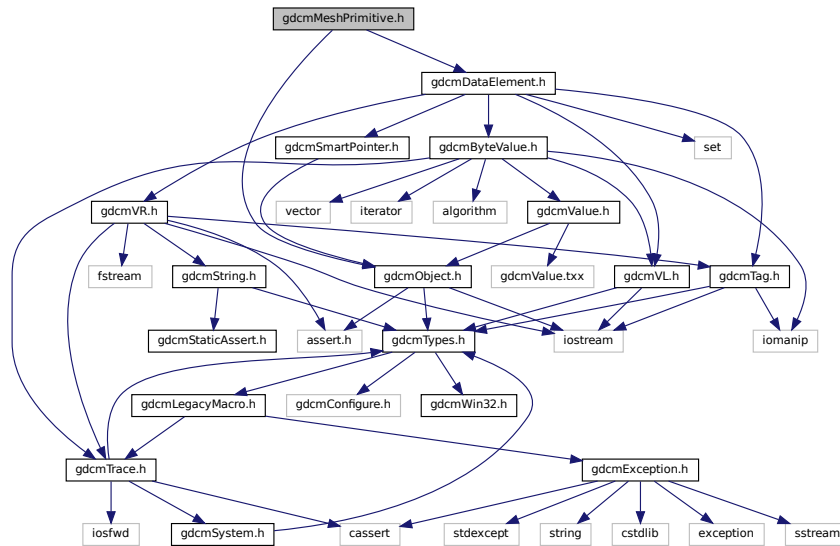 gdcmMeshPrimitive.h
gdcmDataElement.h
gdcmSmartPointer.h
gdcmByteValue.h
set
vector
iterator
algorithm
gdcmVR.h
gdcmValue.h
fstream
gdcmString.h
gdcmObject.h
gdcmValue.txx
gdcmVL.h
gdcmTag.h
gdcmStaticAssert.h
assert.h
gdcmTypes.h
iostream
iomanip
gdcmLegacyMacro.h
gdcmConfigure.h
gdcmWin32.h
gdcmTrace.h
gdcmException.h
iosfwd
gdcmSystem.h
cassert
stdexcept
string
cstdlib
exception
sstream